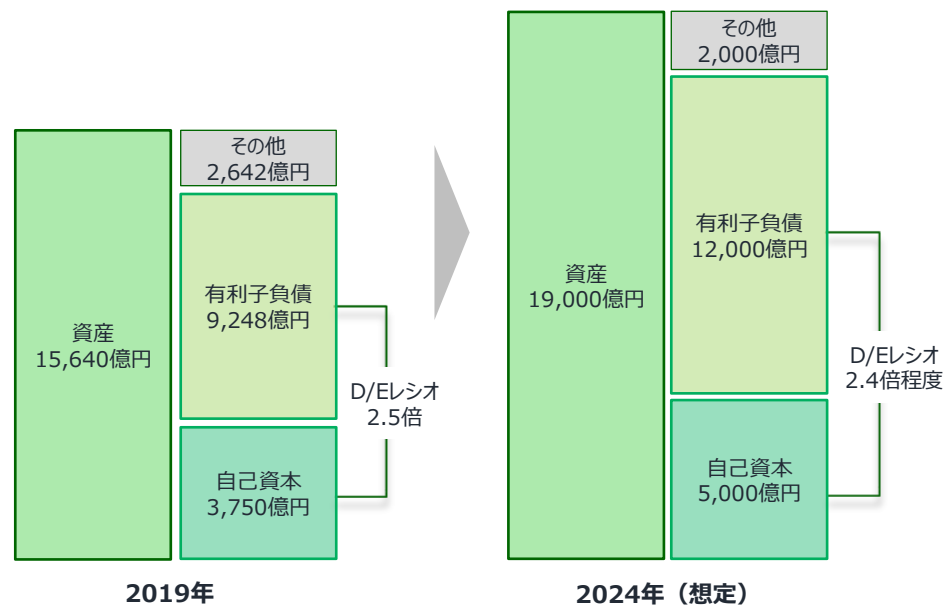 資産
15,640億円
その他
2,642億円
有利子負債
9,248億円
自己資本
3,750億円
D/Eレシオ
2.5倍
2019年
資産
19,000億円
その他
2,000億円
有利子負債
12,000億円
自己資本
5,000億円
D/Eレシオ
2.4倍程度
2024年（想定）